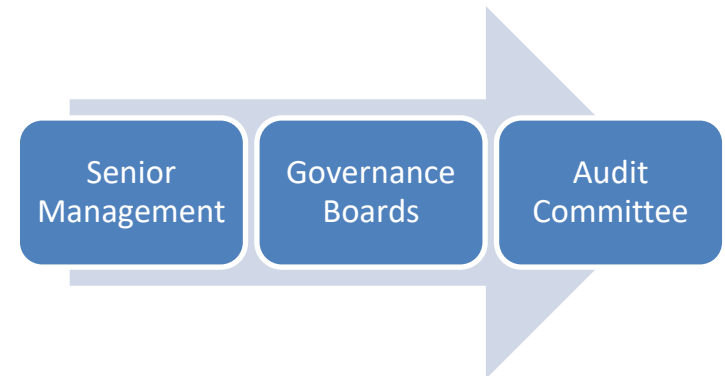 Senior
Management
Governance
Boards
Audit
Committee